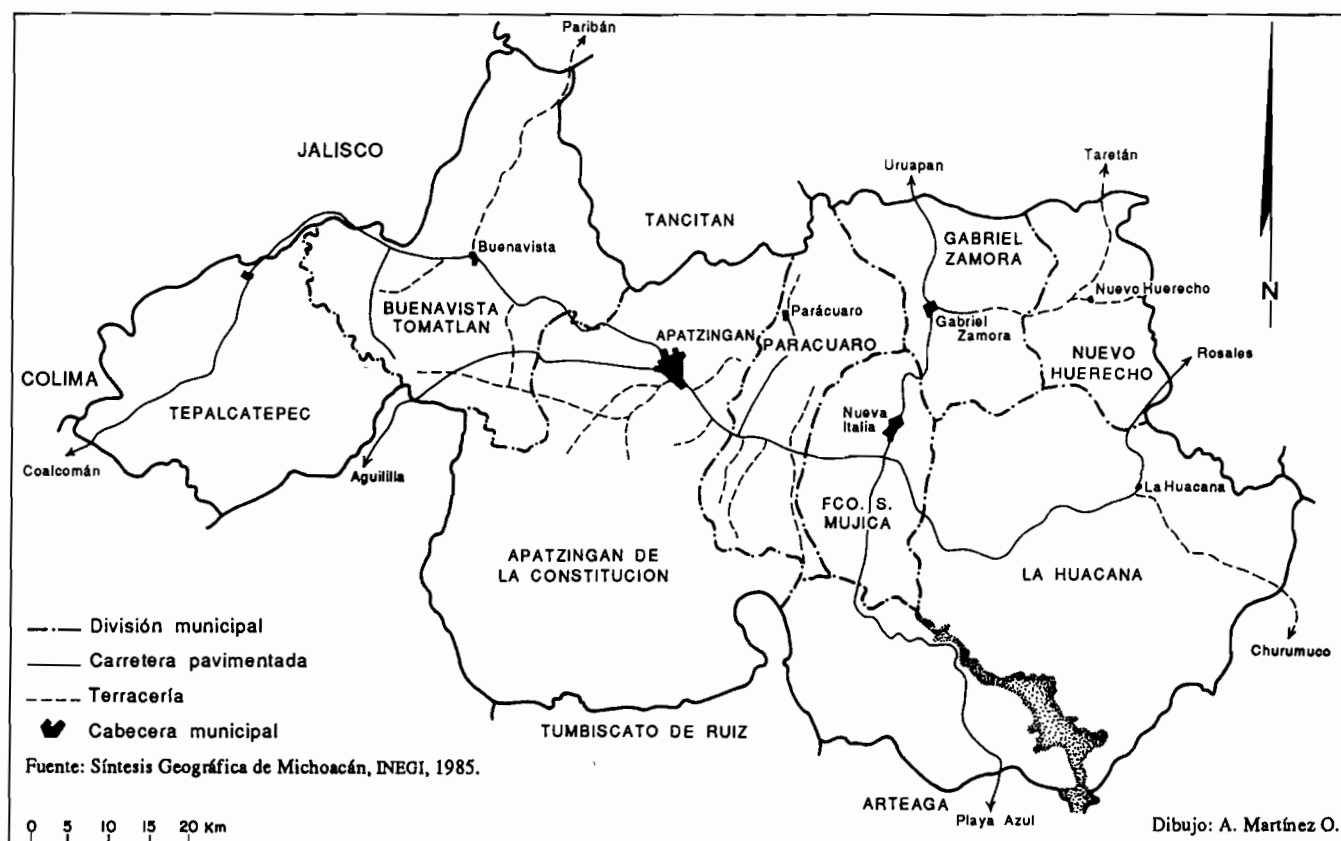 Paribán
JALISCO
Uruapan
Taretán
TANCITAN
GABRIEL
ZAMORA
Buenavista
N
BUENAVISTA
TOMATLAN
Nuevo Huerecho
Parácuaro
Gabriel
Zamora
APATZINGAN
PARACUARO
NUEVO
HUERECHO
Rosales
COLIMA
TEPALCATEPEC
Nueva
Italia
Coalcomán
Aguililla
La Huacana
FCO. S.
MUJICA
APATZINGAN DE
LA CONSTITUCION
LA HUACANA
Churumuco
División municipal
Carretera pavimentada
Terracería
Cabecera municipal
TUMBISCATO DE RUIZ
Fuente: Síntesis Geográfica de Michoacán, INEGI, 1985.
ARTEAGA
Playa Azul
0 5 10 15 20 Km
Dibujo: A. Martínez O.